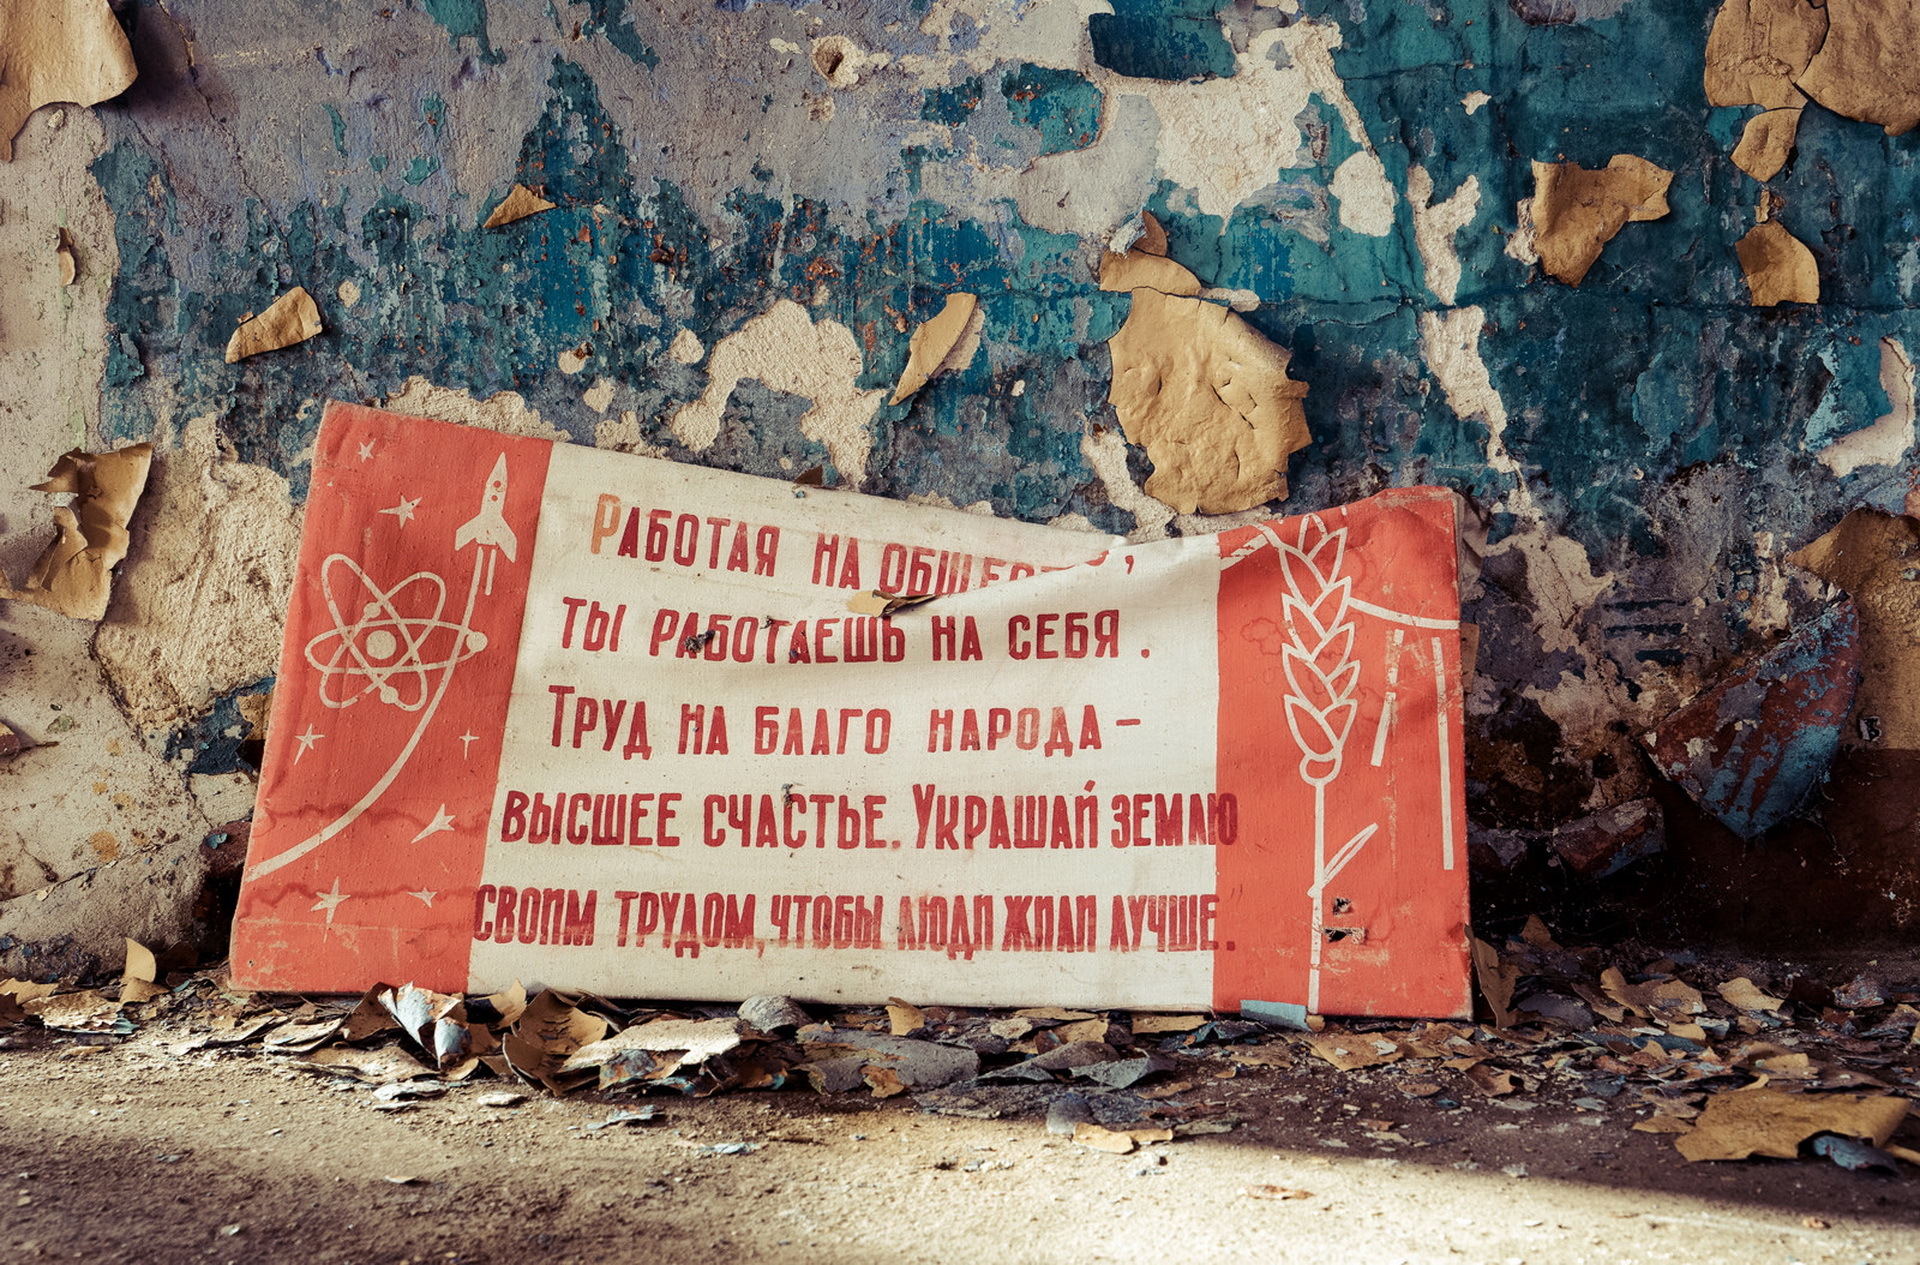 Работая на общество,
ты работаешь на себя.
Труд на благо народа-
высшее счастье. Украшай землю
своим трудом, чтобы люди жили лучше.